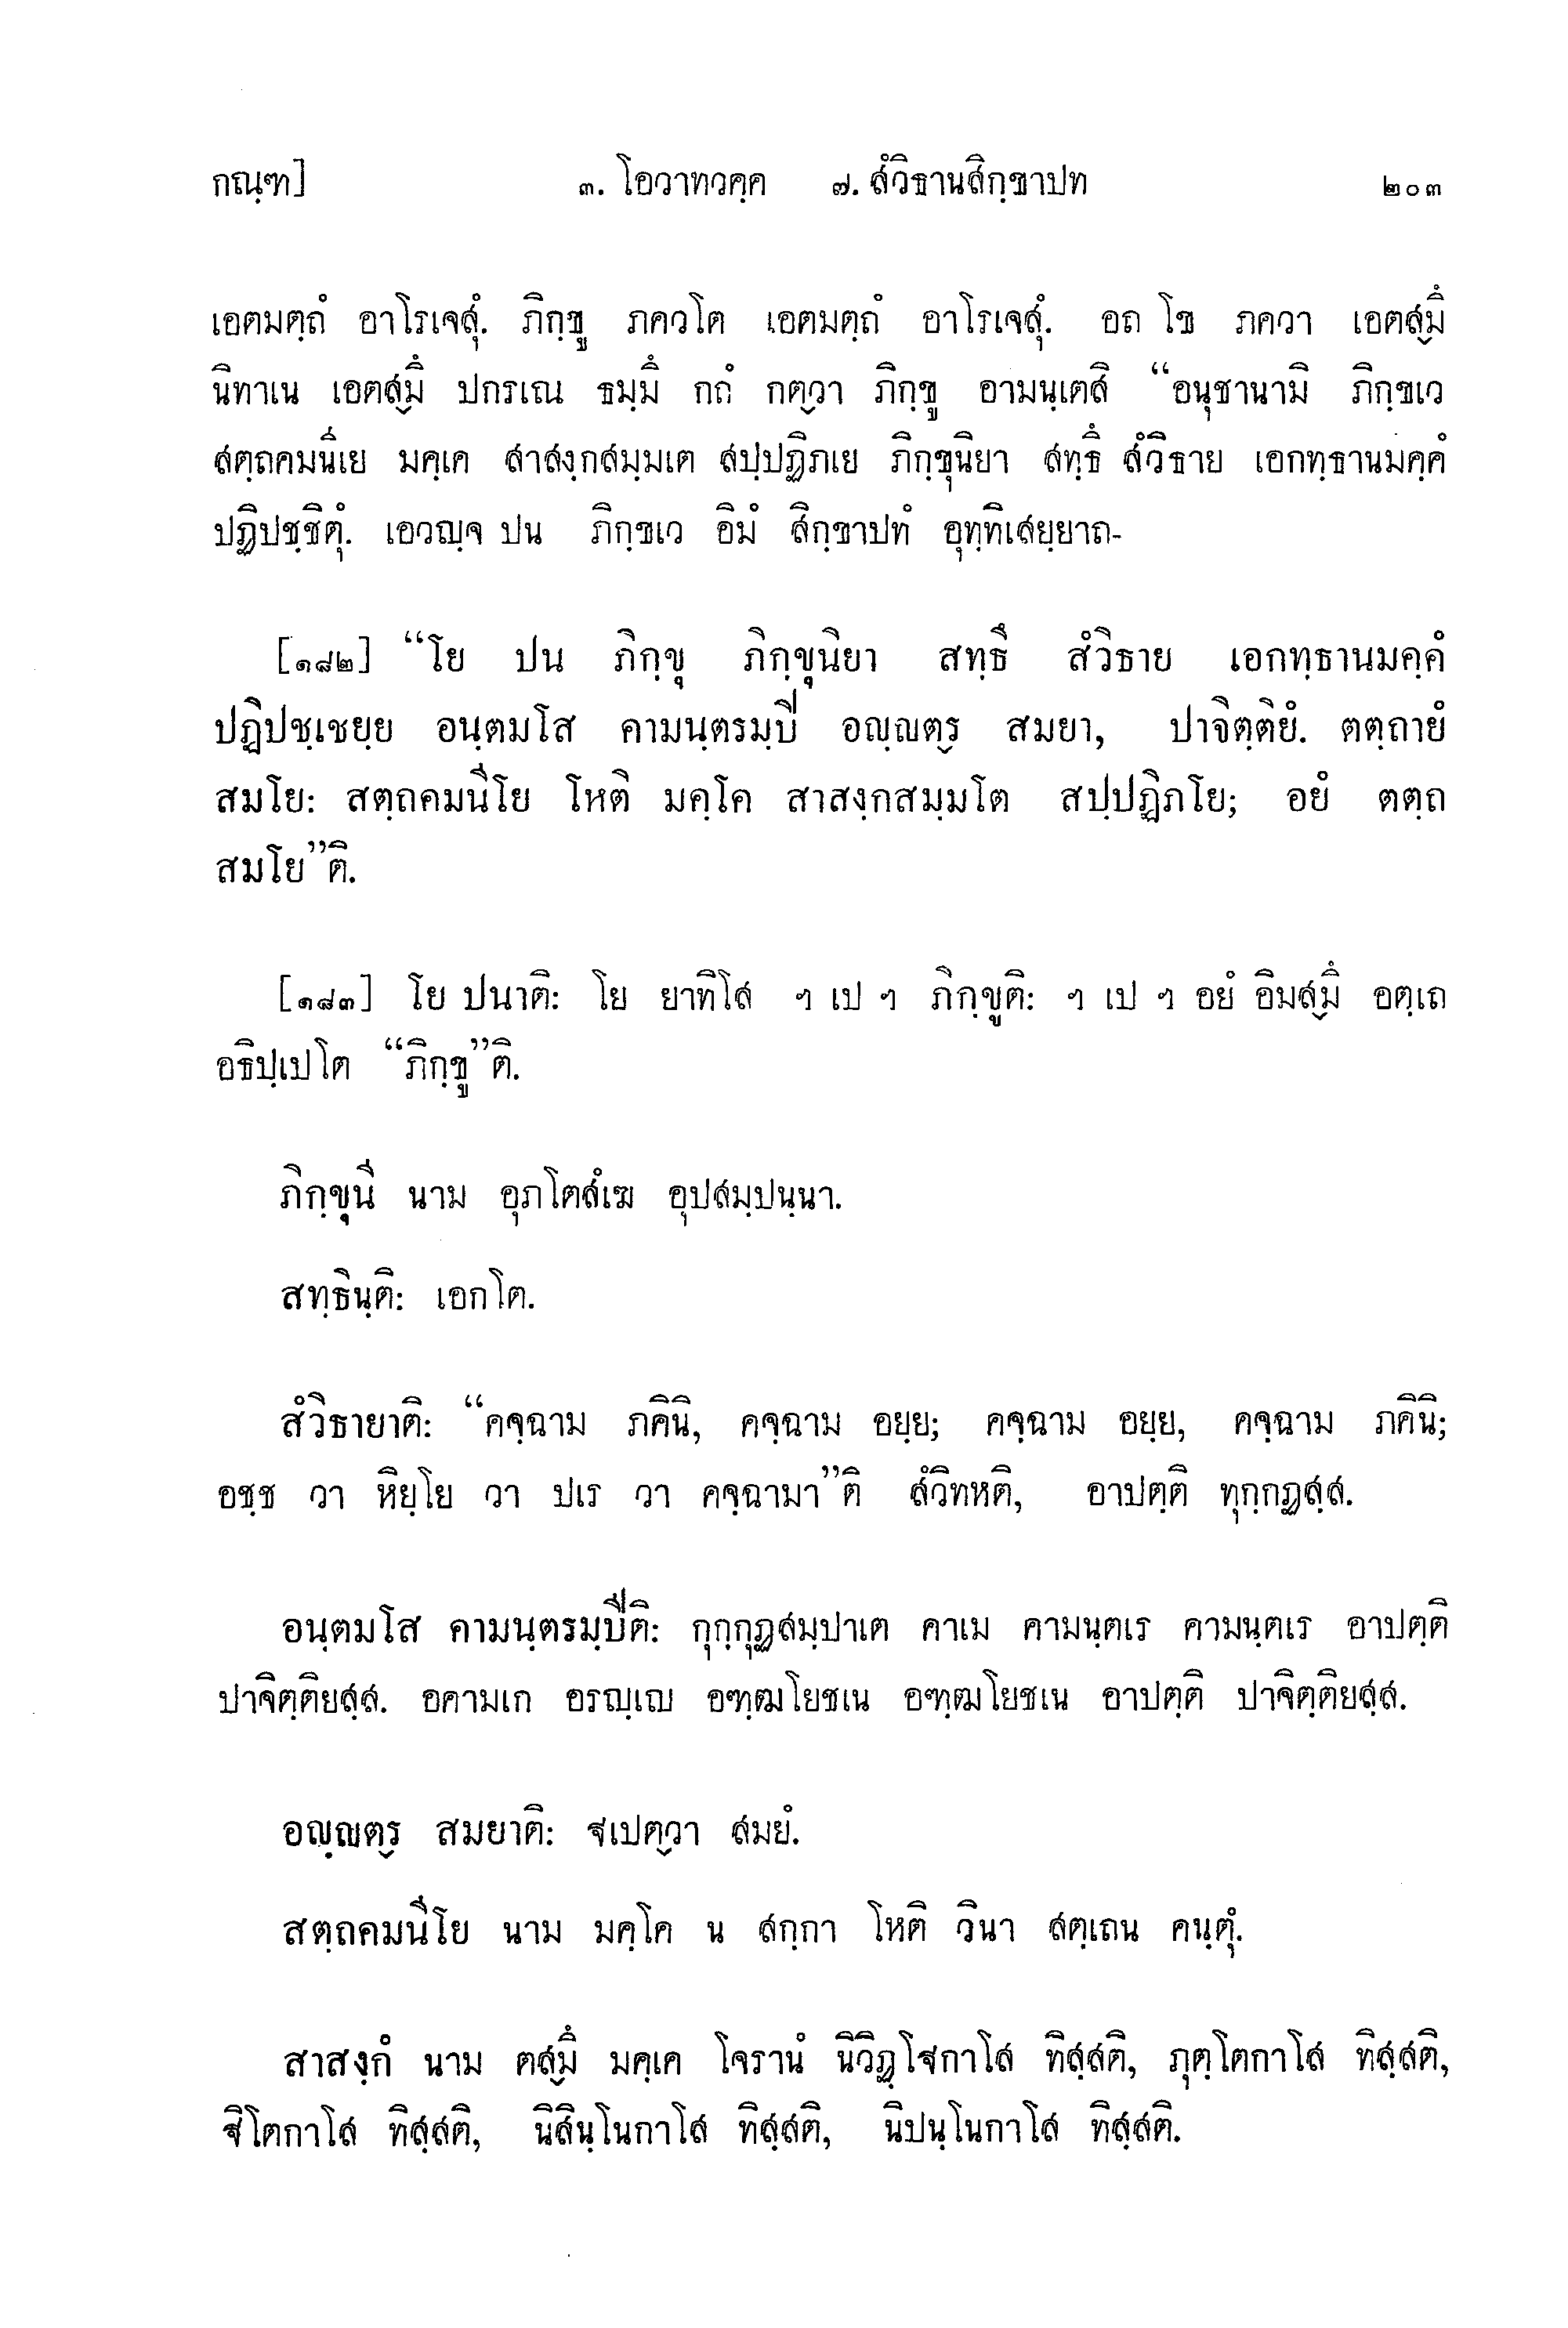 กณฺฑ] ๓. โอวาทวคฺค ๗. สํวิธานสิกฺขาปท ๒๐๓
เอตมตฺถํ อาโรเจสุํ. ภิกฺขู ภควโต เอตมตฺถํ อาโรเจสุํ. อถ โข ภควา เอตสฺมึ
นิทาเน เอตสฺมึ ปกรเณ ธมฺมึ กถํ กตฺวา ภิกฺขู อามนฺเตสิ “อนุชานามิ ภิกฺขเว
สตฺถคมนีเย มคฺเค สาสงฺกสมฺมเต สปฺปฏิภเย ภิกฺขุนิยา สทฺธึ สํวิธาย เอกทฺธานมคฺคํ
ปฏิปชฺชิตุํ. เอวญฺจ ปน ภิกฺขเว อิมํ สิกฺขาปทํ อุทฺทิเสยฺยาถ-
[๑๘๒] “โย ปน ภิกฺขุ ภิกฺขุนิยา สทฺธึ สํวิธาย เอกทฺธานมคฺคํ
ปฏิปชฺเชยฺย อนฺตมโส คามนฺตรมฺปิ อญฺญตฺร สมยา, ปาจิตฺติยํ. ตตฺถายํ
สมโย: สตฺถคมนีโย โหติ มคฺโค สาสงฺกสมฺมโต สปฺปฏิภโย; อยํ ตตฺถ
สมโย”ติ.
[๑๘๓] โย ปนาติ: โย ยาทิโส ฯ เป ฯ ภิกฺขูติ: ฯ เป ฯ อยํ อิมสฺมึ อตฺเถ
อธิปฺเปโต “ภิกฺขู”ติ.
ภิกฺขุนี นาม อุภโตสํเฆ อุปสมฺปนฺนา.
สทฺธินฺติ: เอกโต.
สํวิธายาติ: “คจฺฉาม ภคินิ, คจฺฉาม อยฺย; คจฺฉาม อยฺย, คจฺฉาม ภคินิ;
อชฺช วา หิยฺโย วา ปเร วา คจฺฉามา”ติ สํวิทหติ, อาปตฺติ ทุกฺกฏสฺส.
อนฺตมโส คามนฺตรมฺปีติ: กุกฺกุฏสมฺปาเต คาเม คามนฺตเร คามนฺตเร อาปตฺติ
ปาจิตฺติยสฺส. อคามเก อรญฺเญ อฑฺฒโยชเน อฑฺฒโยชเน อาปตฺติ ปาจิตฺติยสฺส.
อญฺญตฺร สมยาติ: ฐเปตฺวา สมยํ.
สตฺถคมนีโย นาม มคฺโค น สกฺกา โหติ วินา สตฺเถน คนฺตุํ.
สาสงฺกํ นาม ตสฺมึ มคฺเค โจรานํ นิวิฏฺโฐกาโส ทิสฺสติ, ภุตฺโตกาโส ทิสฺสติ,
ฐิโตกาโส ทิสฺสติ, นิสินฺโนกาโส ทิสฺสติ, นิปนฺโนกาโส ทิสฺสติ.